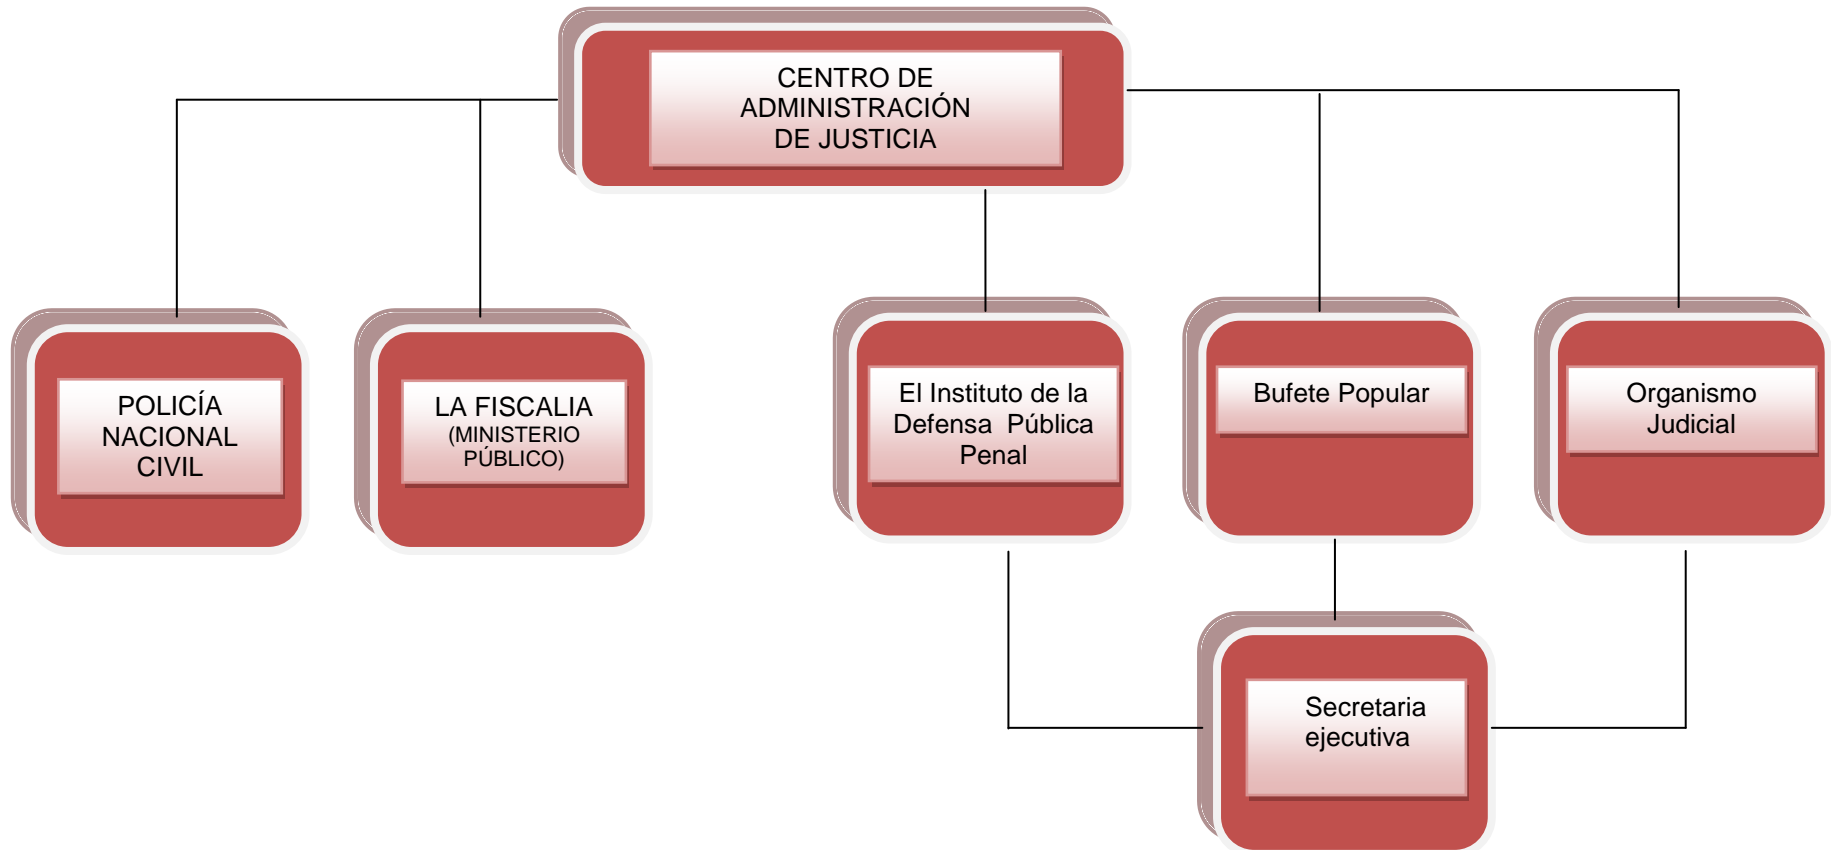 CENTRO DE
ADMINISTRACIÓN
DE JUSTICIA
POLICÍA
NACIONAL
CIVIL
LA FISCALIA
(MINISTERIO
PÚBLICO)
El Instituto de la
Defensa Pública
Penal
Bufete Popular
Organismo
Judicial
Secretaria
ejecutiva